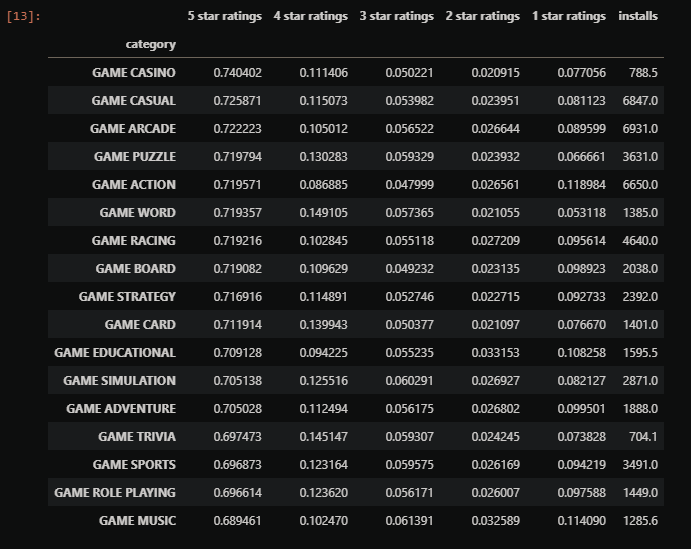 [13]: 5 star ratings 4 star ratings 3 star ratings 2 star ratings 1 star ratings installs
category
GAME CASINO 0.740402 0.111406 0.050221 0.020915 0.077056 788.5
GAME CASUAL 0.725871 0.115073 0.053982 0.023951 0.081123 6847.0
GAME ARCADE 0.722223 0.105012 0.056522 0.026644 0.089599 6931.0
GAME PUZZLE 0.719794 0.130283 0.059329 0.023932 0.066661 3631.0
GAME ACTION 0.719571 0.086885 0.047999 0.026561 0.118984 6650.0
GAME WORD 0.719357 0.149105 0.057365 0.021055 0.053118 1385.0
GAME RACING 0.719216 0.102845 0.055118 0.027209 0.095614 4640.0
GAME BOARD 0.719082 0.109629 0.049232 0.023135 0.098923 2038.0
GAME STRATEGY 0.716916 0.114891 0.052746 0.022715 0.092733 2392.0
GAME CARD 0.711914 0.139943 0.050377 0.021097 0.076670 1401.0
GAME EDUCATIONAL 0.709128 0.094225 0.055235 0.033153 0.108258 1595.5
GAME SIMULATION 0.705138 0.125516 0.060291 0.026927 0.082127 2871.0
GAME ADVENTURE 0.705028 0.112494 0.056175 0.026802 0.099501 1888.0
GAME TRIVIA 0.697473 0.145147 0.059307 0.024245 0.073828 704.1
GAME SPORTS 0.696873 0.123164 0.059575 0.026169 0.094219 3491.0
GAME ROLE PLAYING 0.696614 0.123620 0.056171 0.026007 0.097588 1449.0
GAME MUSIC 0.689461 0.102470 0.061391 0.032589 0.114090 1285.6